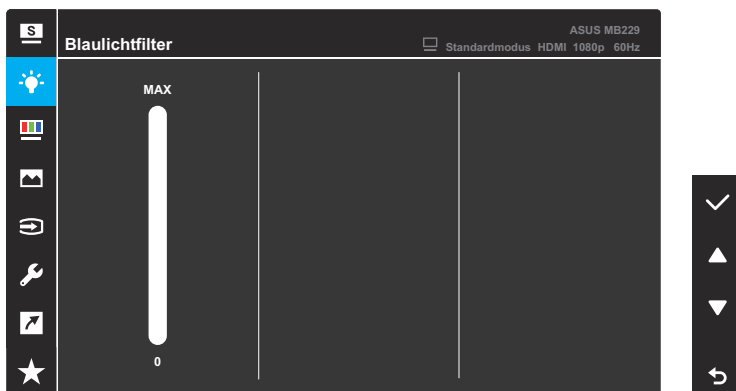 S
ASUS MB229
Blaulichtfilter
Standardmodus HDMI 1080p 60Hz
MAX
0